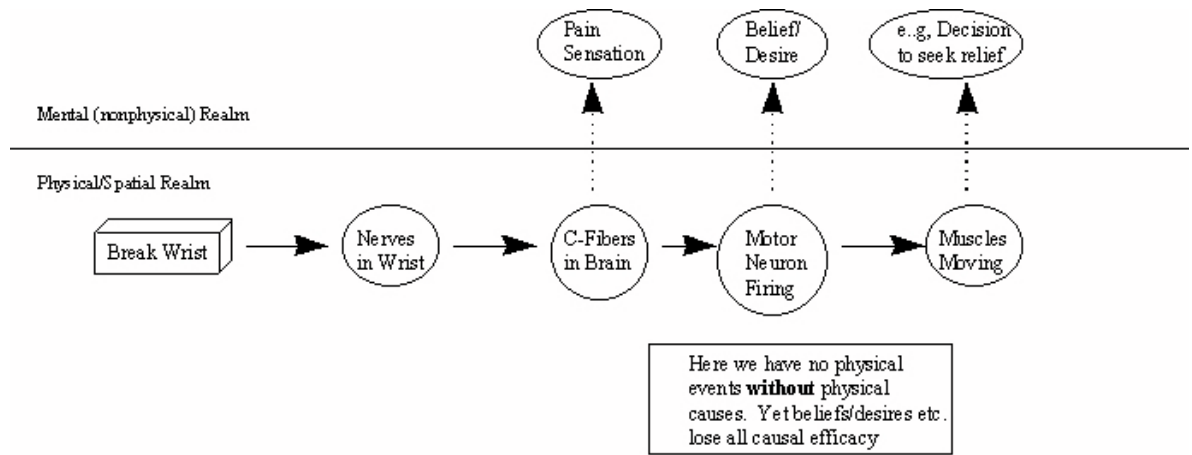 Pain
Sensation
Belief/
Desire
e..g, Decision
to seek relief
Mental (nonphysical) Realm
Physical/Spatial Realm
Break Wrist
Nerves
in Wrist
C-Fibers
in Brain
Motor
Neuron
Firing
Muscles
Moving
Here we have no physical
events without physical
causes. Yet beliefs/desires etc.
lose all causal efficacy